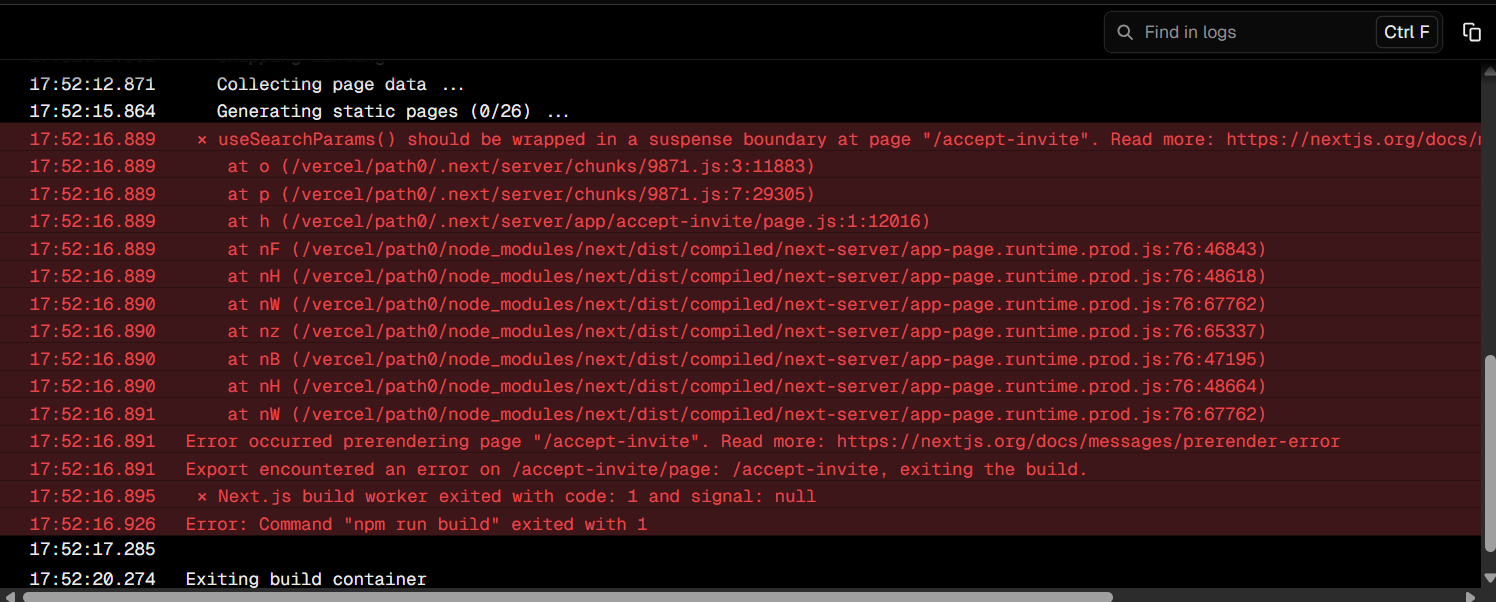 Find in logs Ctrl F
17:52:12.871 Collecting page data ...
17:52:15.864 Generating static pages (0/26) ...
17:52:16.889 × useSearchParams() should be wrapped in a suspense boundary at page "/accept-invite". Read more: https://nextjs.org/docs/
17:52:16.889 at o (/vercel/path0/.next/server/chunks/9871.js:3:11883)
17:52:16.889 at p (/vercel/path0/.next/server/chunks/9871.js:7:29305)
17:52:16.889 at h (/vercel/path0/.next/server/app/accept-invite/page.js:1:12016)
17:52:16.889 at nF (/vercel/path0/node_modules/next/dist/compiled/next-server/app-page.runtime.prod.js:76:46843)
17:52:16.889 at nH (/vercel/path0/node_modules/next/dist/compiled/next-server/app-page.runtime.prod.js:76:48618)
17:52:16.890 at nW (/vercel/path0/node_modules/next/dist/compiled/next-server/app-page.runtime.prod.js:76:67762)
17:52:16.890 at nz (/vercel/path0/node_modules/next/dist/compiled/next-server/app-page.runtime.prod.js:76:65337)
17:52:16.890 at nB (/vercel/path0/node_modules/next/dist/compiled/next-server/app-page.runtime.prod.js:76:47195)
17:52:16.890 at nH (/vercel/path0/node_modules/next/dist/compiled/next-server/app-page.runtime.prod.js:76:48664)
17:52:16.891 at nW (/vercel/path0/node_modules/next/dist/compiled/next-server/app-page.runtime.prod.js:76:67762)
17:52:16.891 Error occurred prerendering page "/accept-invite". Read more: https://nextjs.org/docs/messages/prerender-error
17:52:16.891 Export encountered an error on /accept-invite/page: /accept-invite, exiting the build.
17:52:16.895 × Next.js build worker exited with code: 1 and signal: null
17:52:16.926 Error: Command "npm run build" exited with 1
17:52:17.285
17:52:20.274 Exiting build container